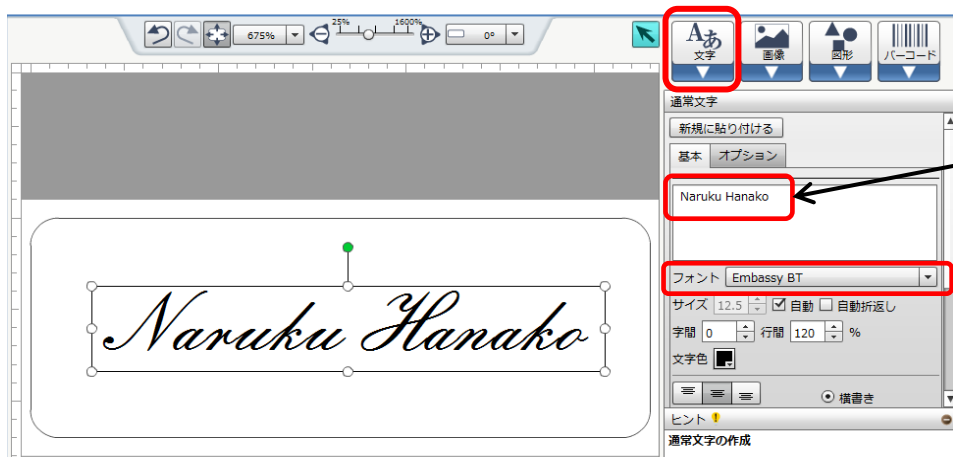 675%
25%
1600%
0°
Aあ
文字
画像
図形
バーコード
通常文字
新規に貼り付ける
基本 オプション
Naruku Hanako
フォント Embassy BT
サイズ 12.5 自動 自動折返し
字間 0 行間 120 %
文字色
横書き
ヒント
通常文字の作成
Naruku Hanako